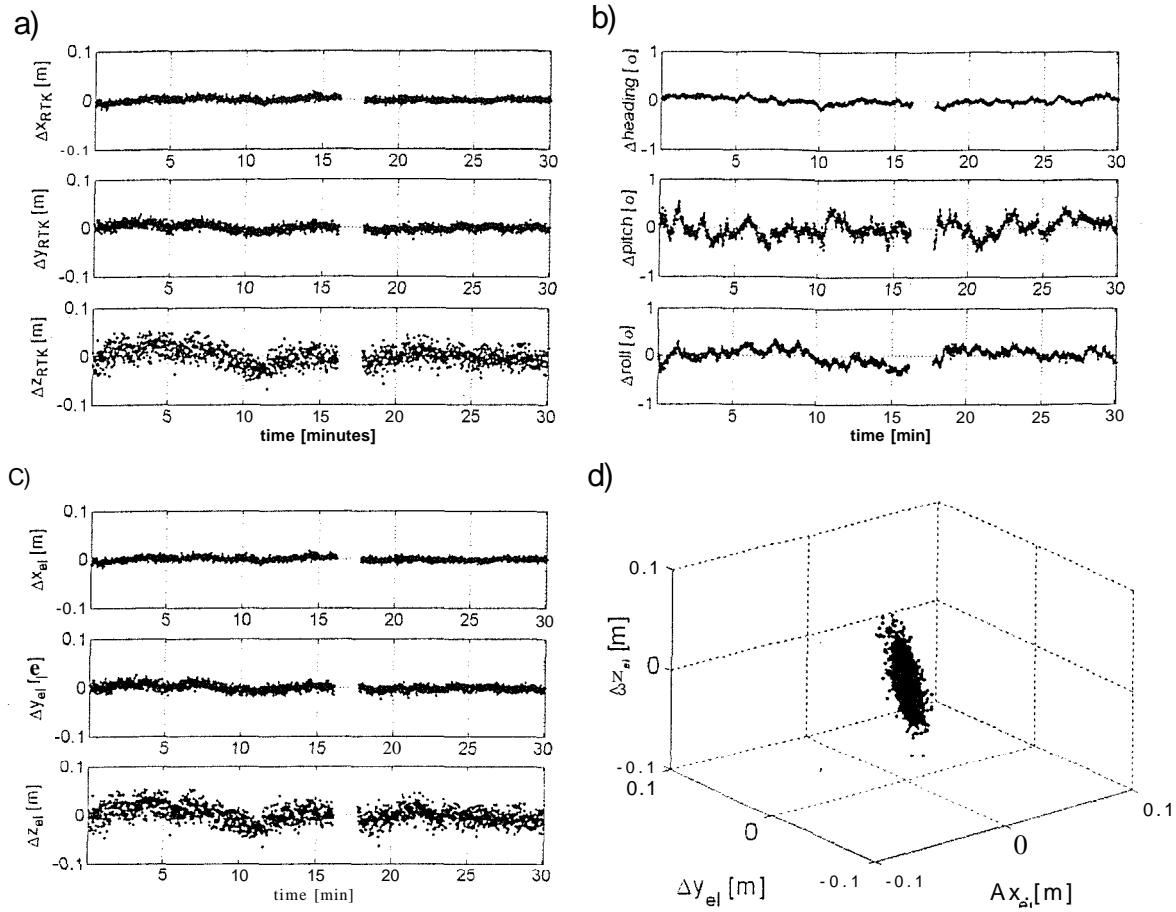 a)
0.1
0
-0.1
ΔxRTK [m]
5 10 15 20 25 30
0.1
0
-0.1
ΔyRTK [m]
5 10 15 20 25 30
0.1
0
-0.1
ΔzRTK [m]
5 10 15 20 25 30
time [minutes]
b)
1
0
-1
Δheading [o]
5 10 15 20 25 30
1
0
-1
Δpitch [o]
5 10 15 20 25 30
1
0
-1
Δroll [o]
5 10 15 20 25 30
time [min]
C)
0.1
0
-0.1
Δxel [m]
5 10 15 20 25 30
0.1
0
-0.1
Δyel [e
5 10 15 20 25 30
0.1
0
-0.1
Δzel [m]
5 10 15 20 25 30
time [min]
d)
0.1
0
-0.1
Δzel [m]
0.1
0
-0.1
Δyel [m]
-0.1
0
0.1
Axel [m]